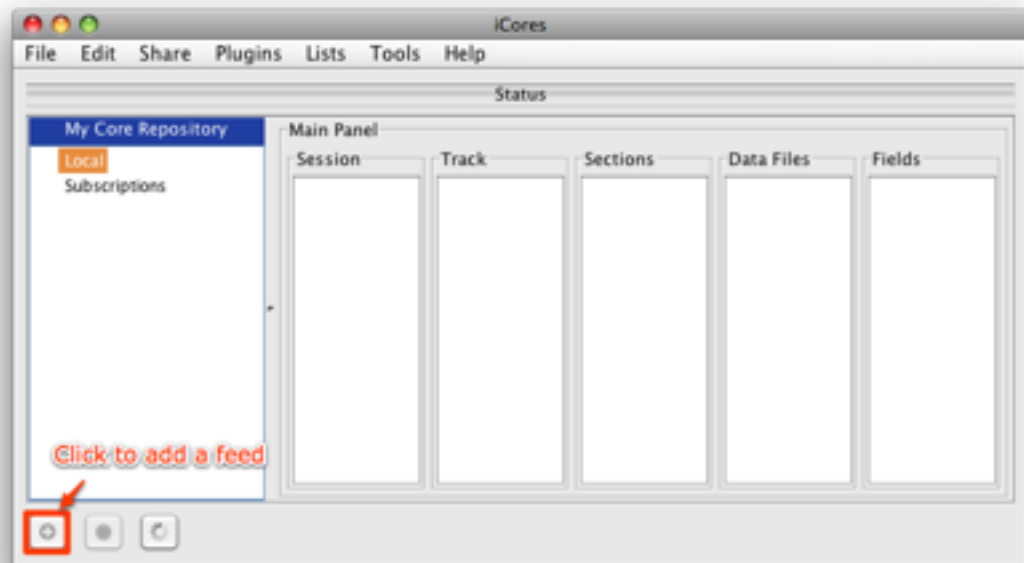 iCores
File Edit Share Plugins Lists Tools Help
Status
My Core Repository
Local
Subscriptions
Main Panel
Session Track Sections Data Files Fields
Click to add a feed